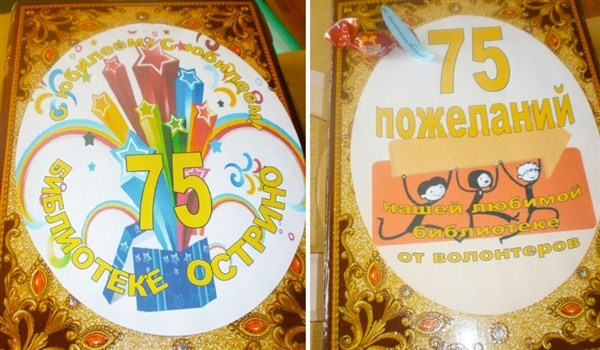 С юбилеем! С юбилеем!
75
БИБЛИОТЕКЕ ОСТРИНО
75
пожеланий
нашей любимой
библиотеке
от волонтеров